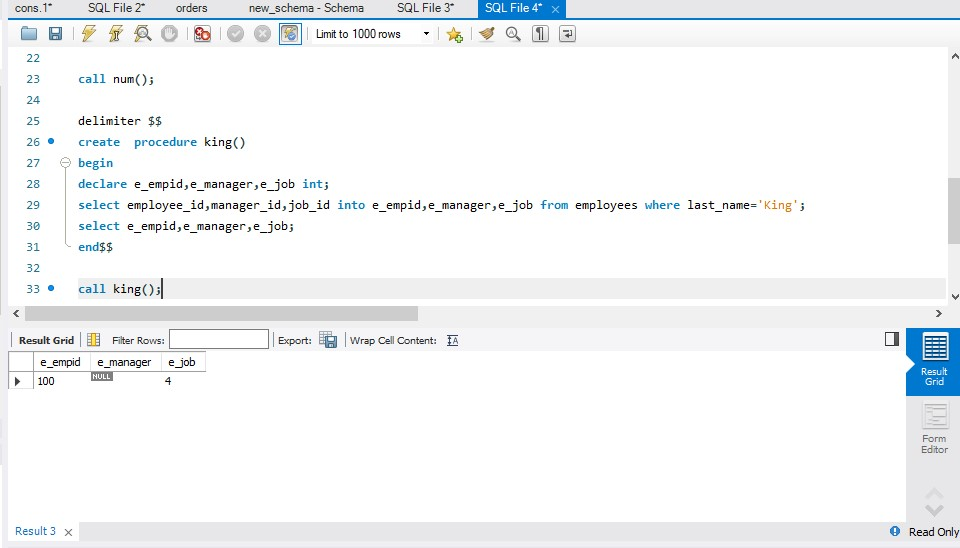 cons.1* SQL File 2* orders new_schema - Schema SQL File 3* SQL File 4* ×
Limit to 1000 rows
22
23 call num();
24
25 delimiter $$
26 create  procedure king()
27 begin
28 declare e_empid,e_manager,e_job int;
29 select employee_id,manager_id,job_id into e_empid,e_manager,e_job from employees where last_name='King';
30 select e_empid,e_manager,e_job;
31 end$$
32
33 call king();
Result Grid Filter Rows: Export: Wrap Cell Content: IA
e_empid e_manager e_job
100 NULL 4
Result
Grid
Form
Editor
Result 3 × Read Only